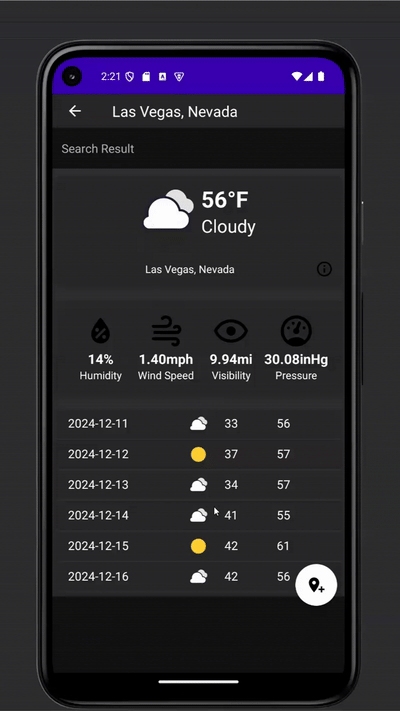 2:21
Las Vegas, Nevada
Search Result
56°F
Cloudy
Las Vegas, Nevada
14% 1.40mph 9.94mi 30.08inHg
Humidity Wind Speed Visibility Pressure
2024-12-11 33 56
2024-12-12 37 57
2024-12-13 34 57
2024-12-14 41 55
2024-12-15 42 61
2024-12-16 42 56